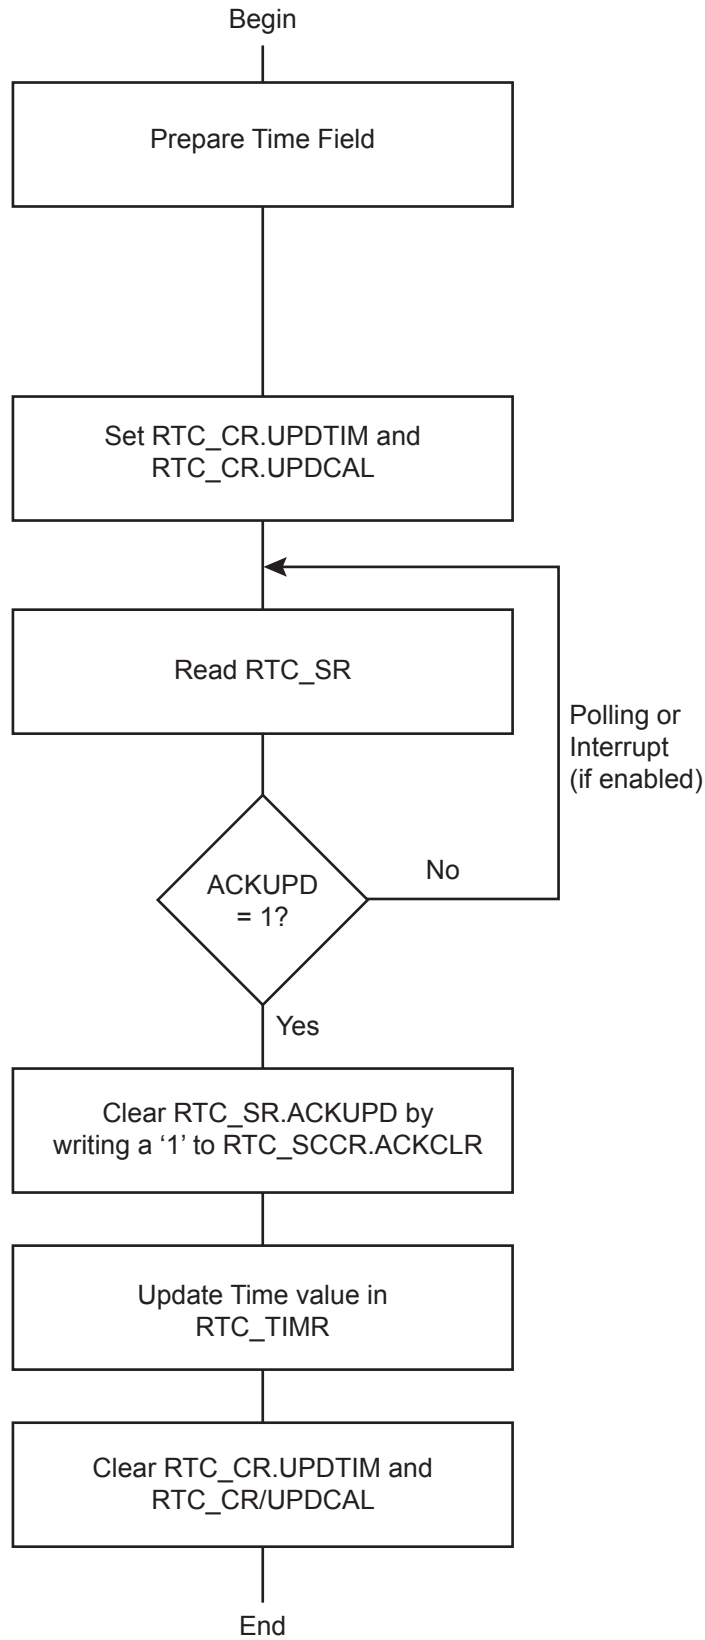 Begin
Prepare Time Field
Set RTC_CR.UPDTIM and
RTC_CR.UPDCAL
Read RTC_SR
Polling or
Interrupt
(if enabled)
ACKUPD
= 1?
No
Yes
Clear RTC_SR.ACKUPD by
writing a ‘1’ to RTC_SCCR.ACKCLR
Update Time value in
RTC_TIMR
Clear RTC_CR.UPDTIM and
RTC_CR/UPDCAL
End